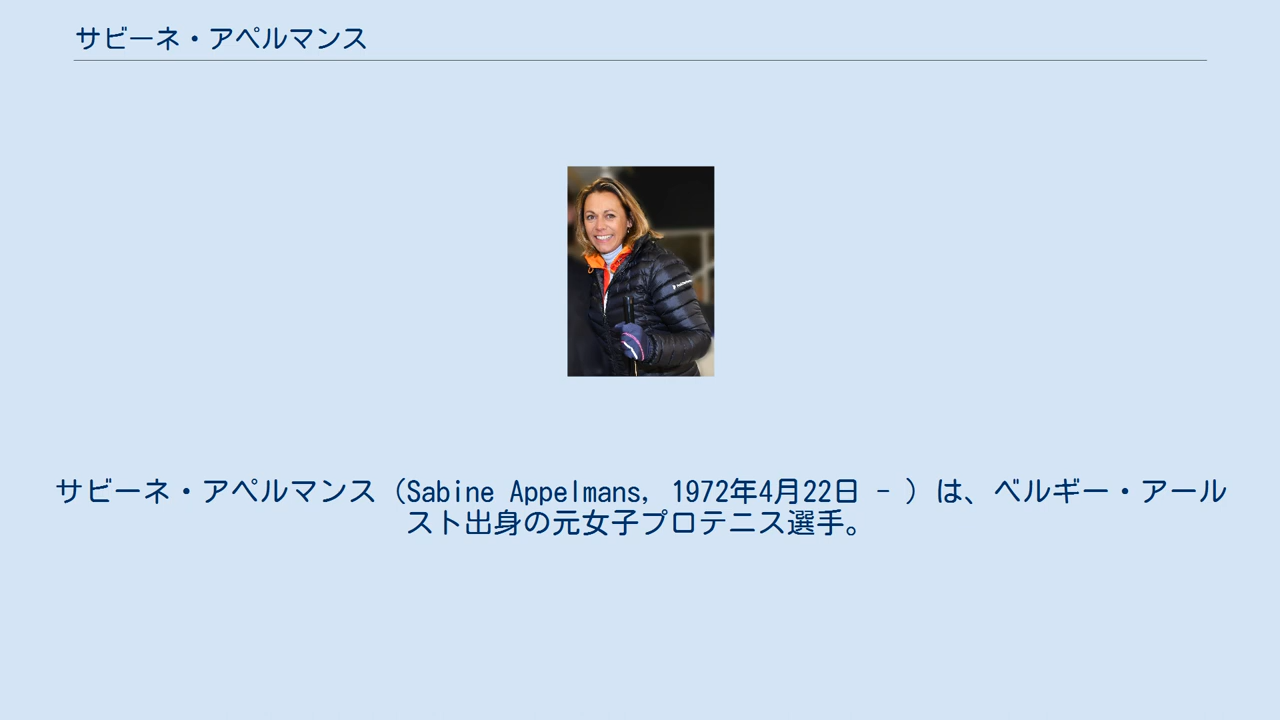 サビーネ・アペルマンス
サビーネ・アペルマンス（Sabine Appelmans, 1972年4月22日 - ）は、ベルギー・アール
スト出身の元女子プロテニス選手。